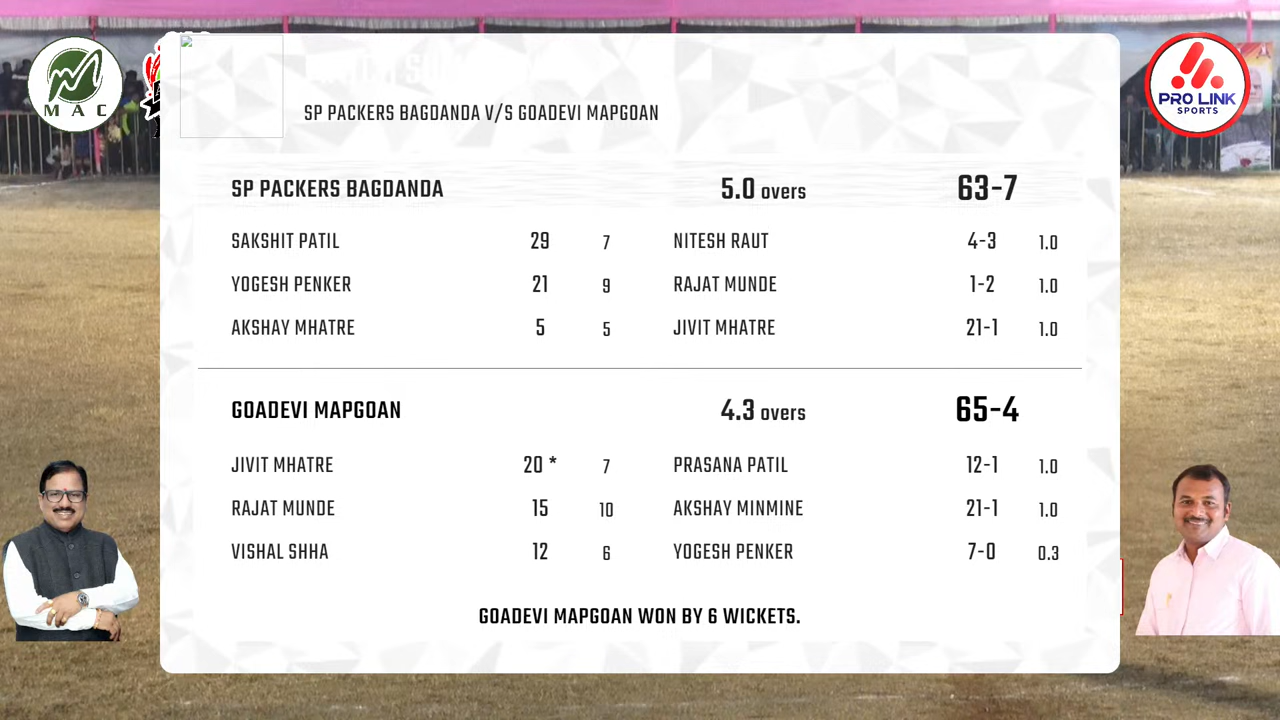 MAC
PRO LINK
SPORTS
SP PACKERS BAGDANDA V/S GOADEVI MAPGOAN
SP PACKERS BAGDANDA 5.0 overs 63-7
SAKSHIT PATIL 29 7 NITESH RAUT 4-3 1.0
YOGESH PENKER 21 9 RAJAT MUNDE 1-2 1.0
AKSHAY MHATRE 5 5 JIVIT MHATRE 21-1 1.0
GOADEVI MAPGOAN 4.3 overs 65-4
JIVIT MHATRE 20 * 7 PRASANA PATIL 12-1 1.0
RAJAT MUNDE 15 10 AKSHAY MINMINE 21-1 1.0
VISHAL SHHA 12 6 YOGESH PENKER 7-0 0.3
GOADEVI MAPGOAN WON BY 6 WICKETS.